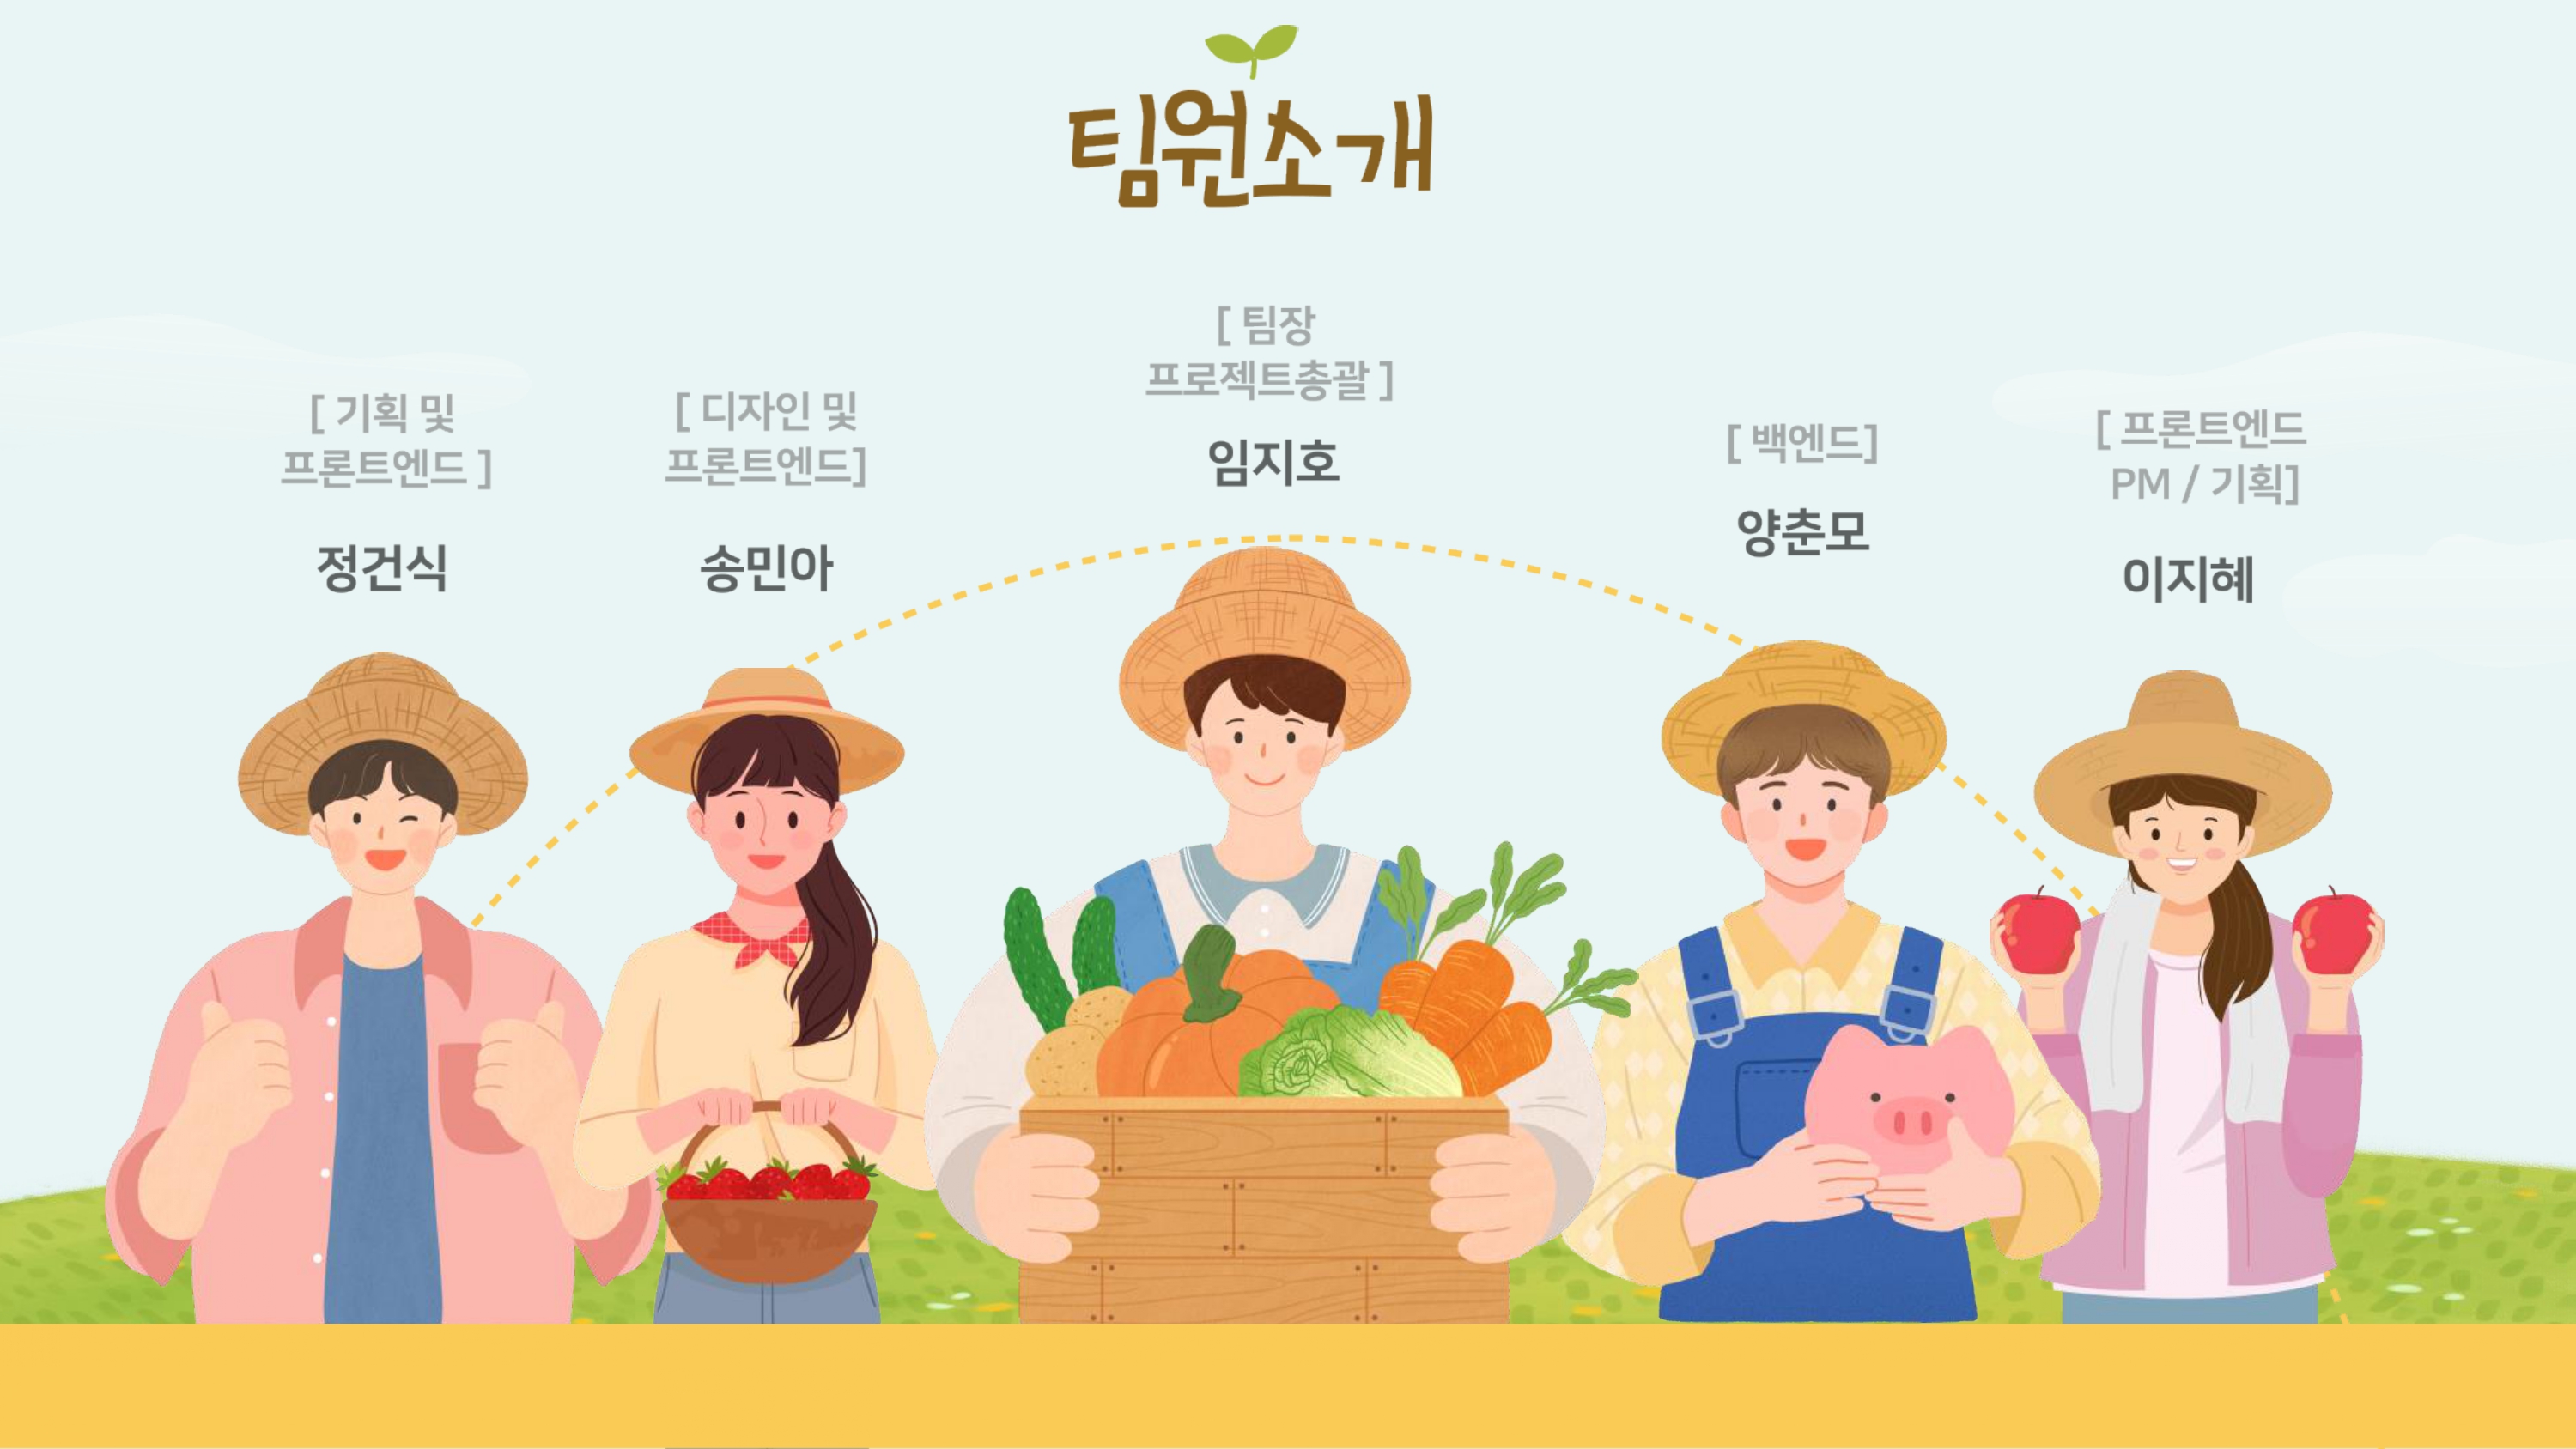 팀원소개
[ 기획 및
프론트엔드 ]
정건식
[ 디자인 및
프론트엔드]
송민아
[ 팀장
프로젝트총괄 ]
임지호
[ 백엔드]
양춘모
[ 프론트엔드
PM / 기획]
이지혜